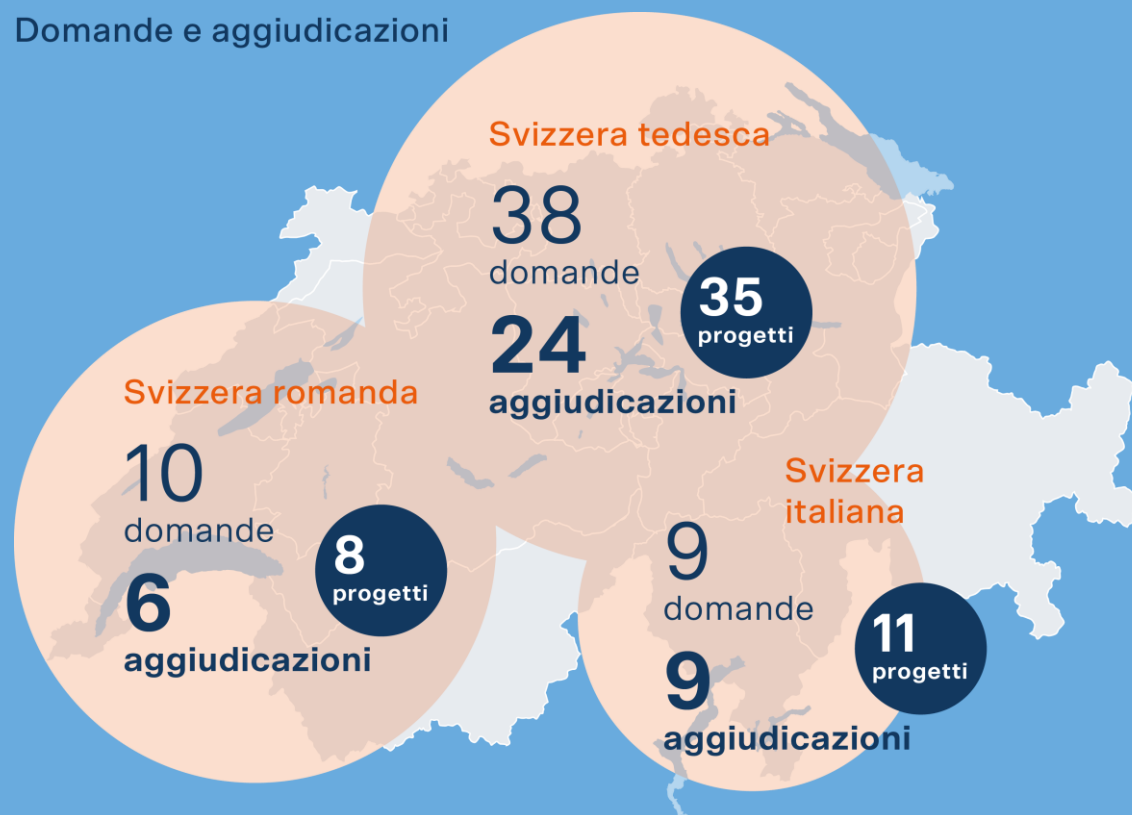 Domande e aggiudicazioni
Svizzera tedesca
38
domande
24
aggiudicazioni
35
progetti
Svizzera romanda
10
domande
6
aggiudicazioni
8
progetti
Svizzera
italiana
9
domande
9
aggiudicazioni
11
progetti